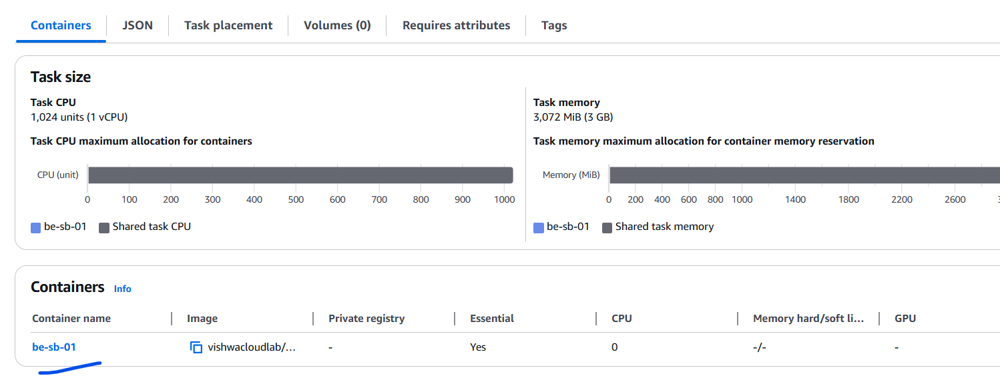 Containers JSON Task placement Volumes (0) Requires attributes Tags
Task size
Task CPU
1,024 units (1 vCPU)
Task CPU maximum allocation for containers
CPU (unit)
0 100 200 300 400 500 600 700 800 900 1000
be-sb-01 Shared task CPU
Task memory
3,072 MiB (3 GB)
Task memory maximum allocation for container memory reservation
Memory (MiB)
0 200 400 600 800 1000 1400 1800 2200 2600
be-sb-01 Shared task memory
Containers Info
Container name Image Private registry Essential CPU Memory hard/soft li... GPU
be-sb-01 vishwacloudlab/... - Yes 0 -/- -